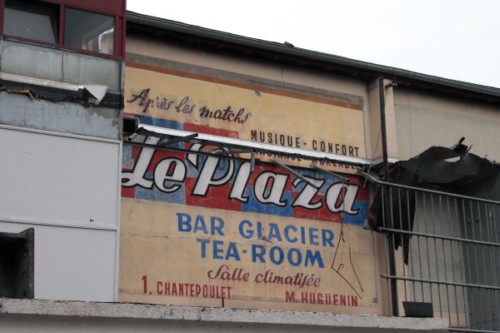 Après les matchs
MUSIQUE - CONFORT
Le Plaza
BAR GLACIER
TEA-ROOM
Salle climatisée
1. CHANTEPOULET M. HUGUENIN